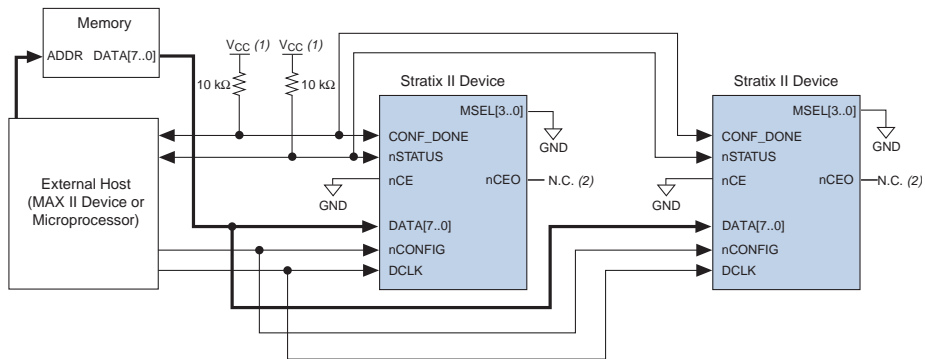 Memory
ADDR DATA[7..0]
VCC (1) VCC (1)
10 kΩ 10 kΩ
Stratix II Device
MSEL[3..0]
GND
CONF_DONE
nSTATUS
nCE
nCEO
N.C. (2)
GND
DATA[7..0]
nCONFIG
DCLK
External Host
(MAX II Device or
Microprocessor)
Stratix II Device
MSEL[3..0]
GND
CONF_DONE
nSTATUS
nCE
nCEO
N.C. (2)
GND
DATA[7..0]
nCONFIG
DCLK